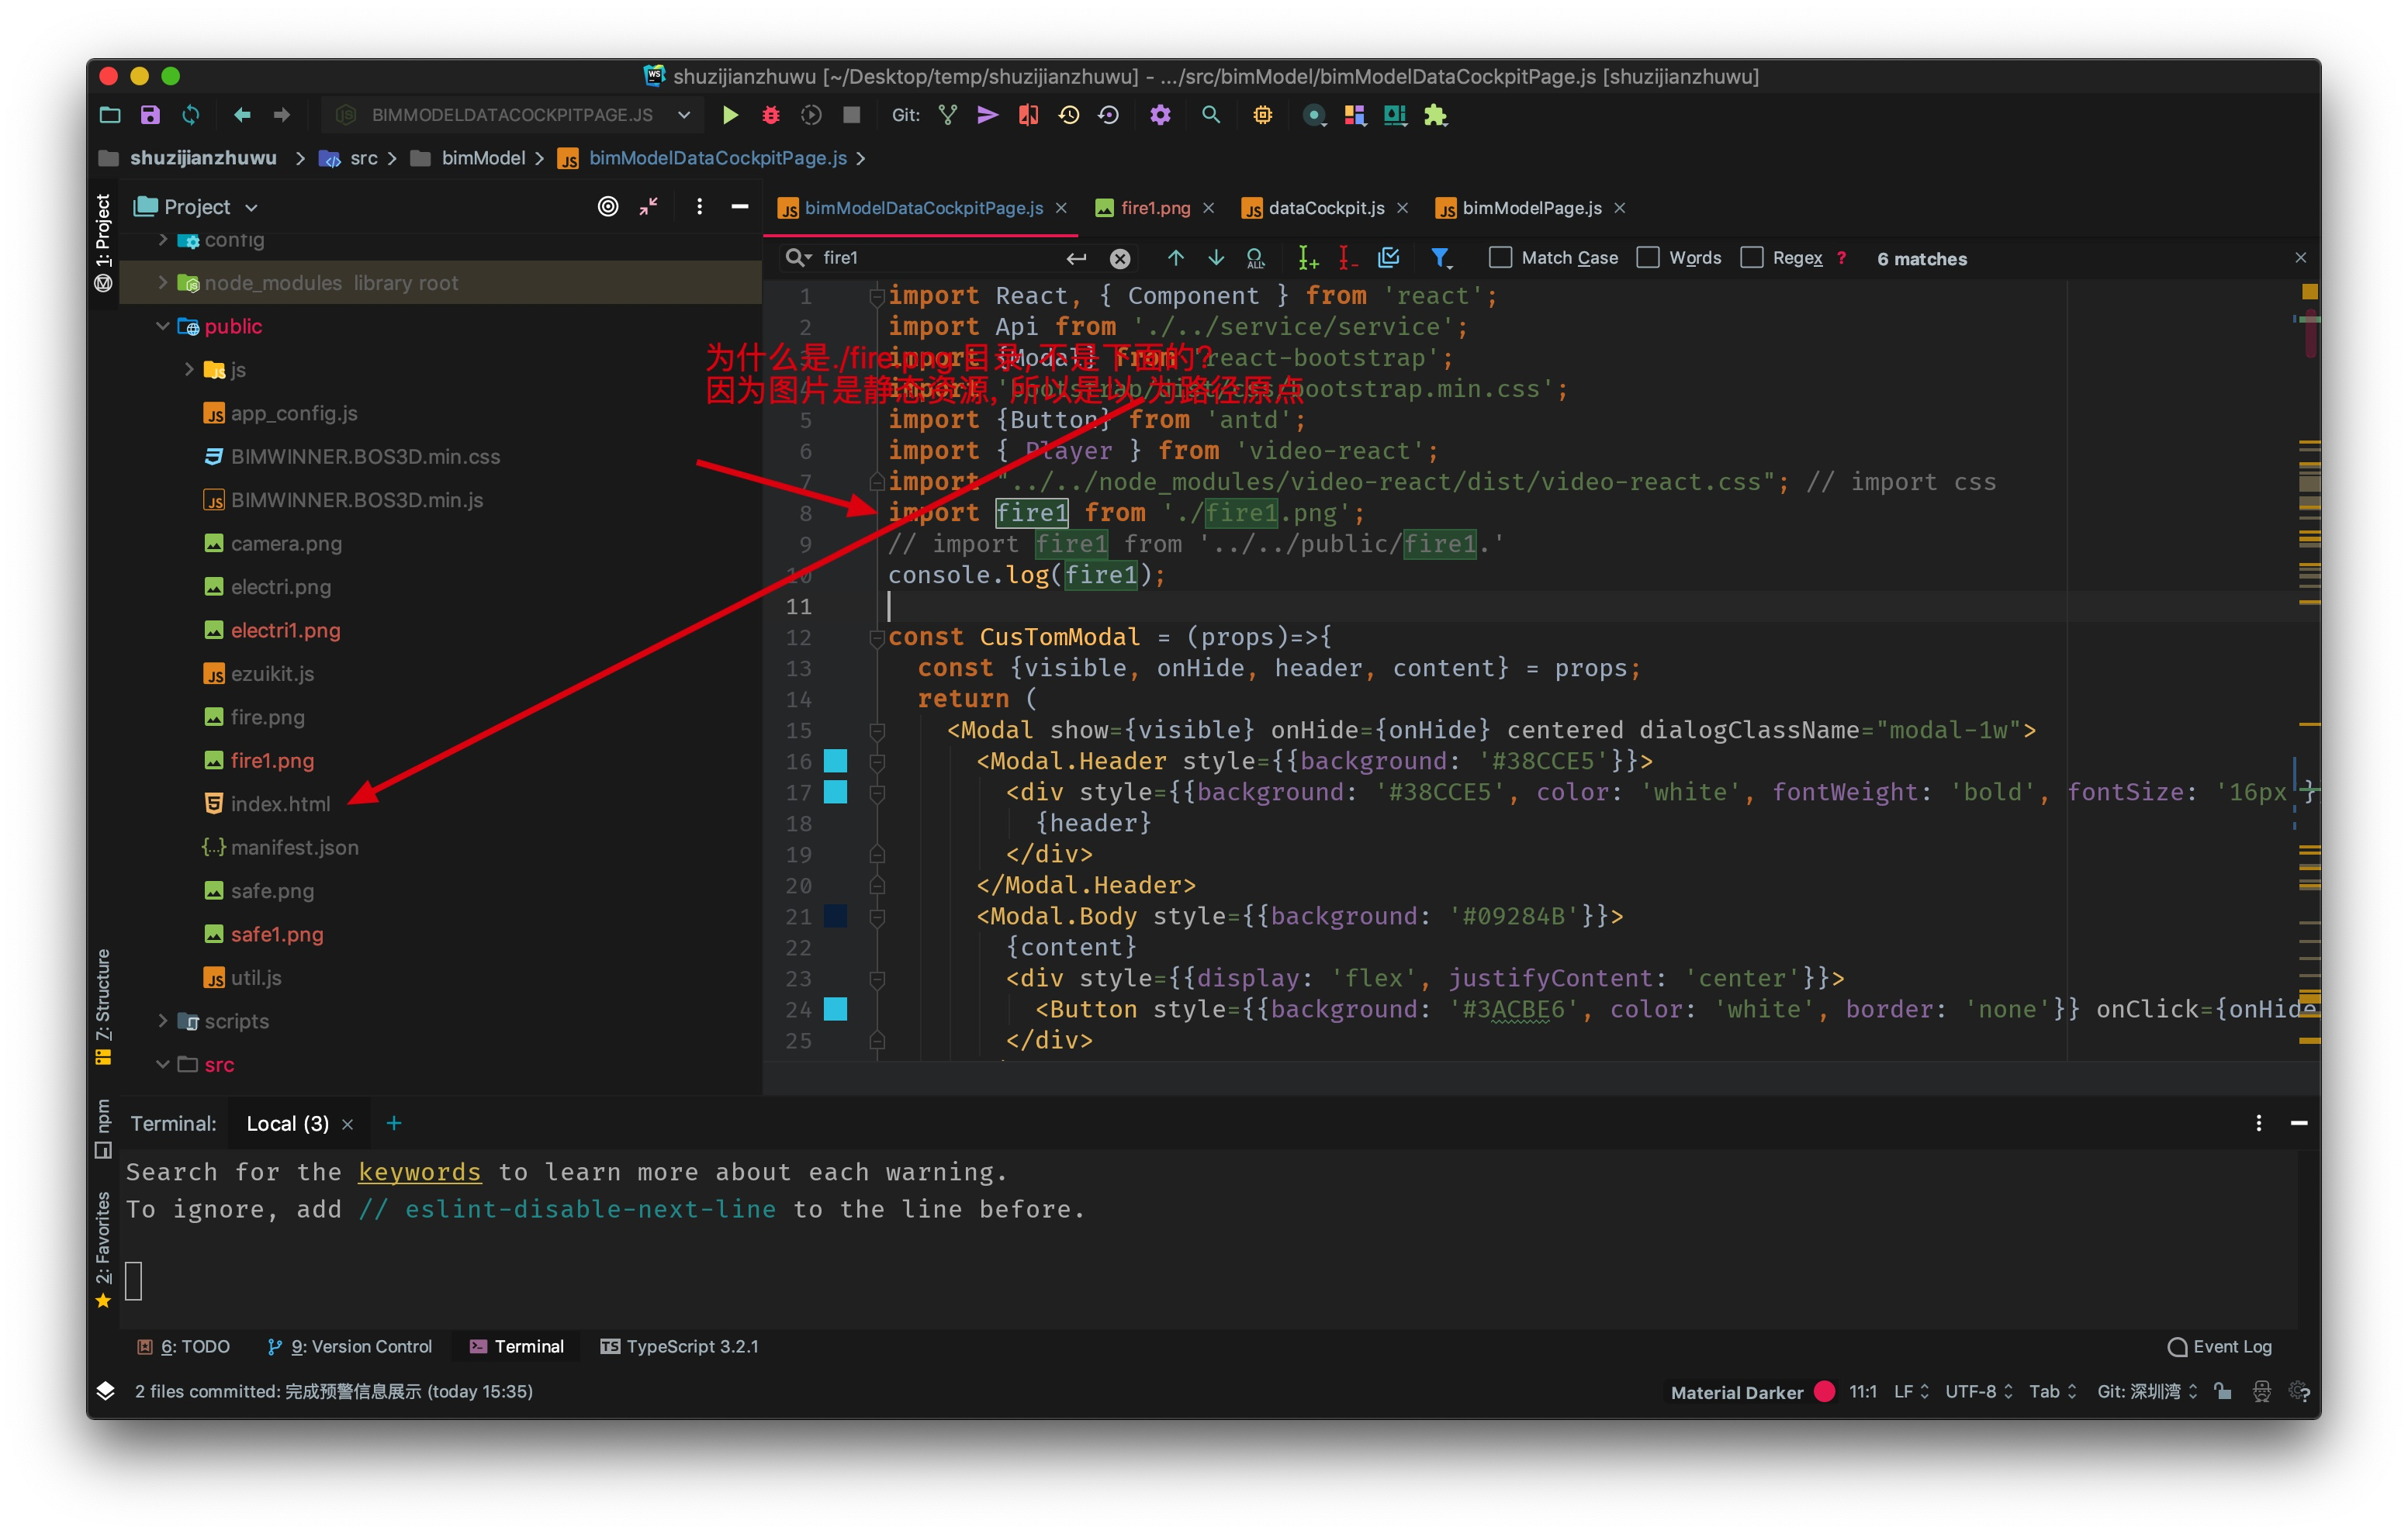 shuzijianzhuwu [~/Desktop/temp/shuzijianzhuwu] - .../src/bimModel/bimModelDataCockpitPage.js [shuzijianzhuwu]
BIMMODELDATACOCKPITPAGE.JS
Git:
shuzijianzhuwu
src
bimModel
bimModelDataCockpitPage.js
1: Project
Project
config
node_modules library root
public
js
app_config.js
BIMWINNER.BOS3D.min.css
BIMWINNER.BOS3D.min.js
camera.png
electri.png
electri1.png
ezuikit.js
fire.png
fire1.png
index.html
manifest.json
safe.png
safe1.png
util.js
scripts
src
bimModelDataCockpitPage.js
fire1.png
dataCockpit.js
bimModelPage.js
fire1
Match Case
Words
Regex
?
6 matches
1 import React, { Component } from 'react';
2 import Api from './../service/service';
为什么是./fire.png 目录, 不是下面的?
import {Modal} from 'react-bootstrap';
因为图片是静态资源, 所以是以 为路径原点
import 'bootstrap/dist/css/bootstrap.min.css';
5 import {Button} from 'antd';
6 import { Player } from 'video-react';
7 import "../../node_modules/video-react/dist/video-react.css"; // import css
8 import fire1 from './fire1.png';
9 // import fire1 from '../../public/fire1.'
10 console.log(fire1);
11
12 const CusTomModal = (props)=>{
13 const {visible, onHide, header, content} = props;
14 return (
15 <Modal show={visible} onHide={onHide} centered dialogClassName="modal-1w">
16 <Modal.Header style={{background: '#38CCE5'}}>
17 <div style={{background: '#38CCE5', color: 'white', fontWeight: 'bold', fontSize: '16px'}
18 {header}
19 </div>
20 </Modal.Header>
21 <Modal.Body style={{background: '#09284B'}}>
22 {content}
23 <div style={{display: 'flex', justifyContent: 'center'}}>
24 <Button style={{background: '#3ACBE6', color: 'white', border: 'none'}} onClick={onHide
25 </div>
Z: Structure
npm
2: Favorites
Terminal:
Local (3)
Search for the keywords to learn more about each warning.
To ignore, add // eslint-disable-next-line to the line before.
6: TODO
9: Version Control
Terminal
TypeScript 3.2.1
Event Log
2 files committed: 完成预警信息展示 (today 15:35)
Material Darker
11:1
LF
UTF-8
Tab
Git: 深圳湾